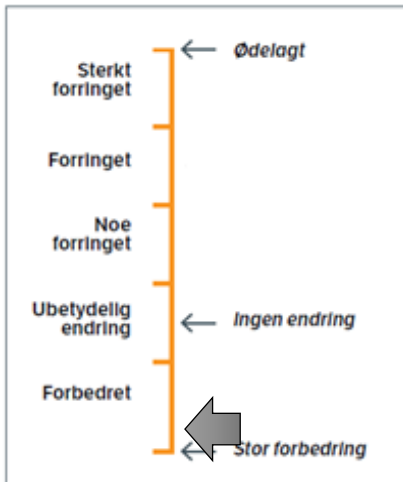 Ødelagt
Sterkt
forringet
Forringet
Noe
forringet
Ubetydelig
endring
Ingen endring
Forbedret
Stor forbedring